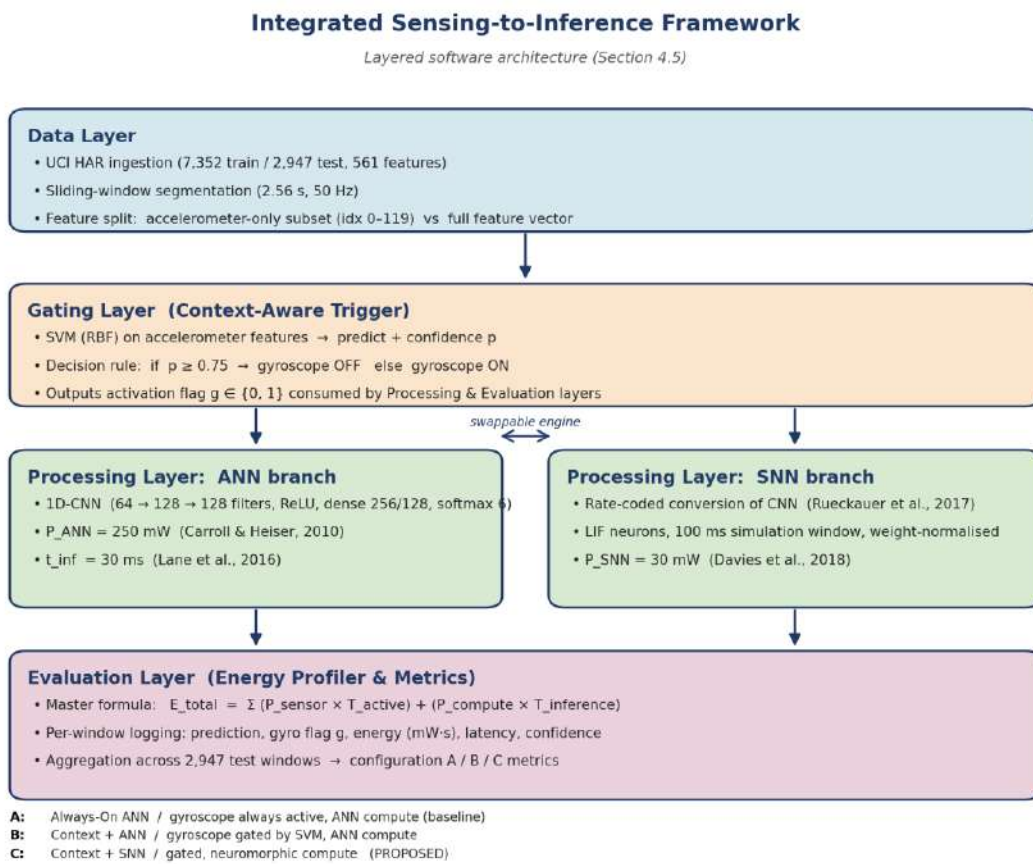 Integrated Sensing-to-Inference Framework
Layered software architecture (Section 4.5)
Data Layer
• UCI HAR ingestion (7,352 train / 2,947 test, 561 features)
• Sliding-window segmentation (2.56 s, 50 Hz)
• Feature split: accelerometer-only subset (idx 0–119) vs full feature vector
Gating Layer (Context-Aware Trigger)
• SVM (RBF) on accelerometer features → predict + confidence p
• Decision rule: if p ≥ 0.75 → gyroscope OFF else gyroscope ON
• Outputs activation flag g ∈ {0, 1} consumed by Processing & Evaluation layers
swappable engine
Processing Layer: ANN branch
• 1D-CNN (64 → 128 → 128 filters, ReLU, dense 256/128, softmax 6)
• P_ANN = 250 mW (Carroll & Heiser, 2010)
• t_inf = 30 ms (Lane et al., 2016)
Processing Layer: SNN branch
• Rate-coded conversion of CNN (Rueckauer et al., 2017)
• LIF neurons, 100 ms simulation window, weight-normalised
• P_SNN = 30 mW (Davies et al., 2018)
Evaluation Layer (Energy Profiler & Metrics)
• Master formula: E_total = Σ (P_sensor × T_active) + (P_compute × T_inference)
• Per-window logging: prediction, gyro flag g, energy (mW·s), latency, confidence
• Aggregation across 2,947 test windows → configuration A / B / C metrics
A: Always-On ANN / gyroscope always active, ANN compute (baseline)
B: Context + ANN / gyroscope gated by SVM, ANN compute
C: Context + SNN / gated, neuromorphic compute (PROPOSED)